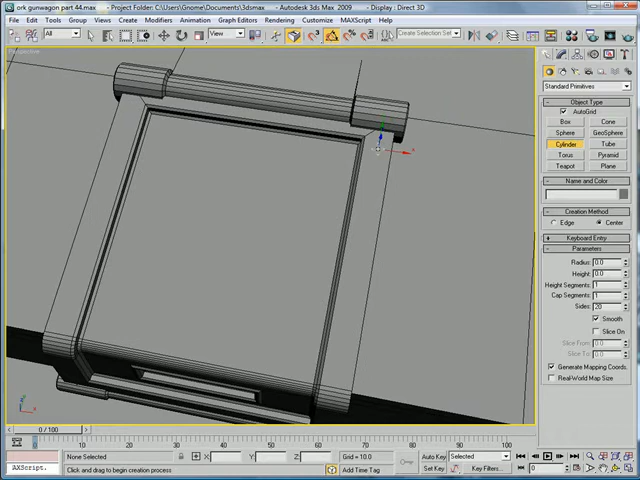 ork gunwagon part 44.max - Project Folder: C:\Users\Gnome\Documents\3dsmax - Autodesk 3ds Max 2009 - Display : Direct 3D
File Edit Tools Group Views Create Modifiers Animation Graph Editors Rendering Customize MAXScript Help
All View Create Selection Set
Perspective
Standard Primitives
- Object Type
AutoGrid
Box Cone
Sphere GeoSphere
Cylinder Tube
Torus Pyramid
Teapot Plane
- Name and Color
- Creation Method
Edge Center
+ Keyboard Entry
- Parameters
Radius: 0.0
Height: 0.0
Height Segments: 1
Cap Segments: 1
Sides: 20
Smooth
Slice On
Slice From: 0.0
Slice To: 0.0
Generate Mapping Coords.
Real-World Map Size
0 / 100
0 10 20 30 40 50 60 70 80 90 100
AXScript. None Selected X: Y: Z: Grid = 10.0 Auto Key Selected
Click and drag to begin creation process Add Time Tag Set Key Key Filters... 0